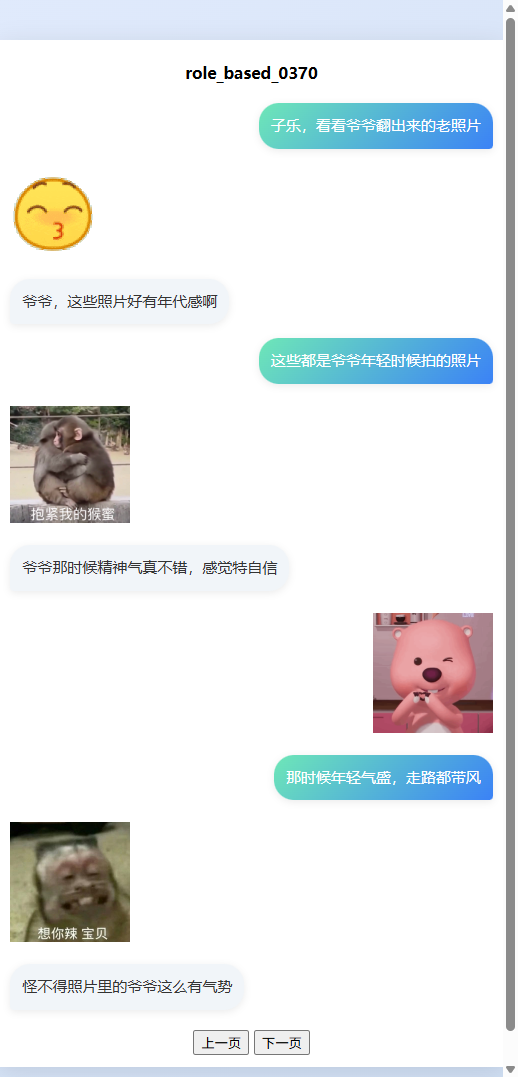 role_based_0370
子乐，看看爷爷翻出来的老照片
爷爷，这些照片好有年代感啊
这些都是爷爷年轻时候拍的照片
抱紧我的猴蜜
爷爷那时候精神气真不错，感觉特自信
那时候年轻气盛，走路都带风
想你辣 宝贝
怪不得照片里的爷爷这么有气势
上一页 下一页